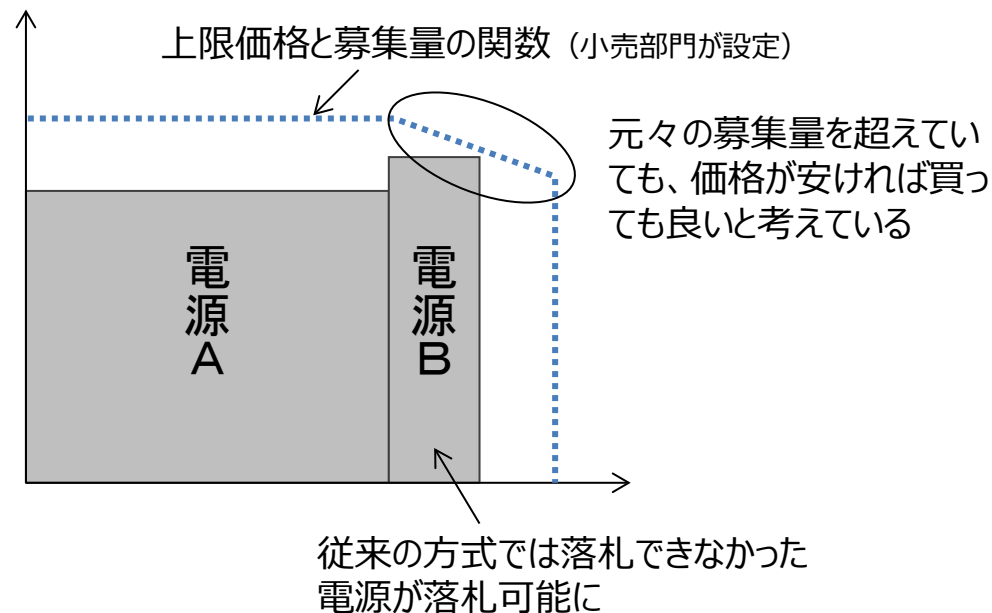 上限価格と募集量の関数（小売部門が設定）
元々の募集量を超えてい
ても、価格が安ければ買っ
ても良いと考えている
電源A
電源B
従来の方式では落札できなかった
電源が落札可能に